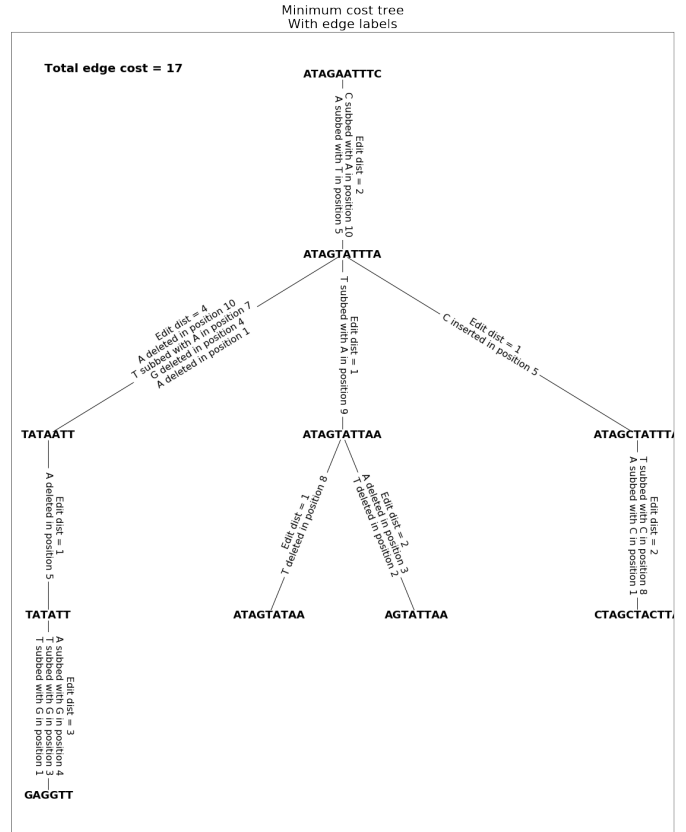 Minimum cost tree
With edge labels
Total edge cost = 17
ATAGAATTTC
Edit dist = 2
C subbed with A in position 10
A subbed with T in position 5
ATAGTATTTA
Edit dist = 4
A deleted in position 10
T subbed with A in position 7
G deleted in position 4
A deleted in position 1
Edit dist = 1
T subbed with A in position 9
Edit dist = 1
C inserted in position 5
TATAATT
ATAGTATTAA
ATAGCTATTTA
Edit dist = 1
A deleted in position 5
Edit dist = 1
T deleted in position 8
Edit dist = 2
A deleted in position 3
T deleted in position 2
Edit dist = 2
T subbed with C in position 8
A subbed with C in position 1
TATATT
ATAGTATAA
AGTATTAA
CTAGCTACTTA
Edit dist = 3
A subbed with G in position 4
T subbed with G in position 3
T subbed with G in position 1
GAGGTT